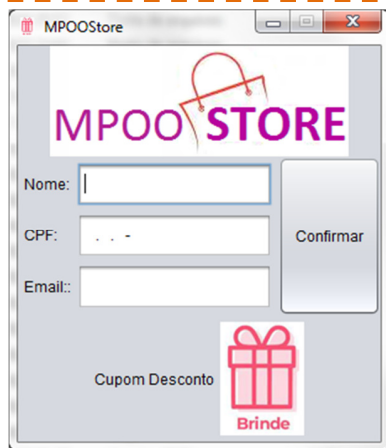 MPOOStore
MPOO STORE
Nome:
CPF: . . -
Confirmar
Email::
Cupom Desconto
Brinde